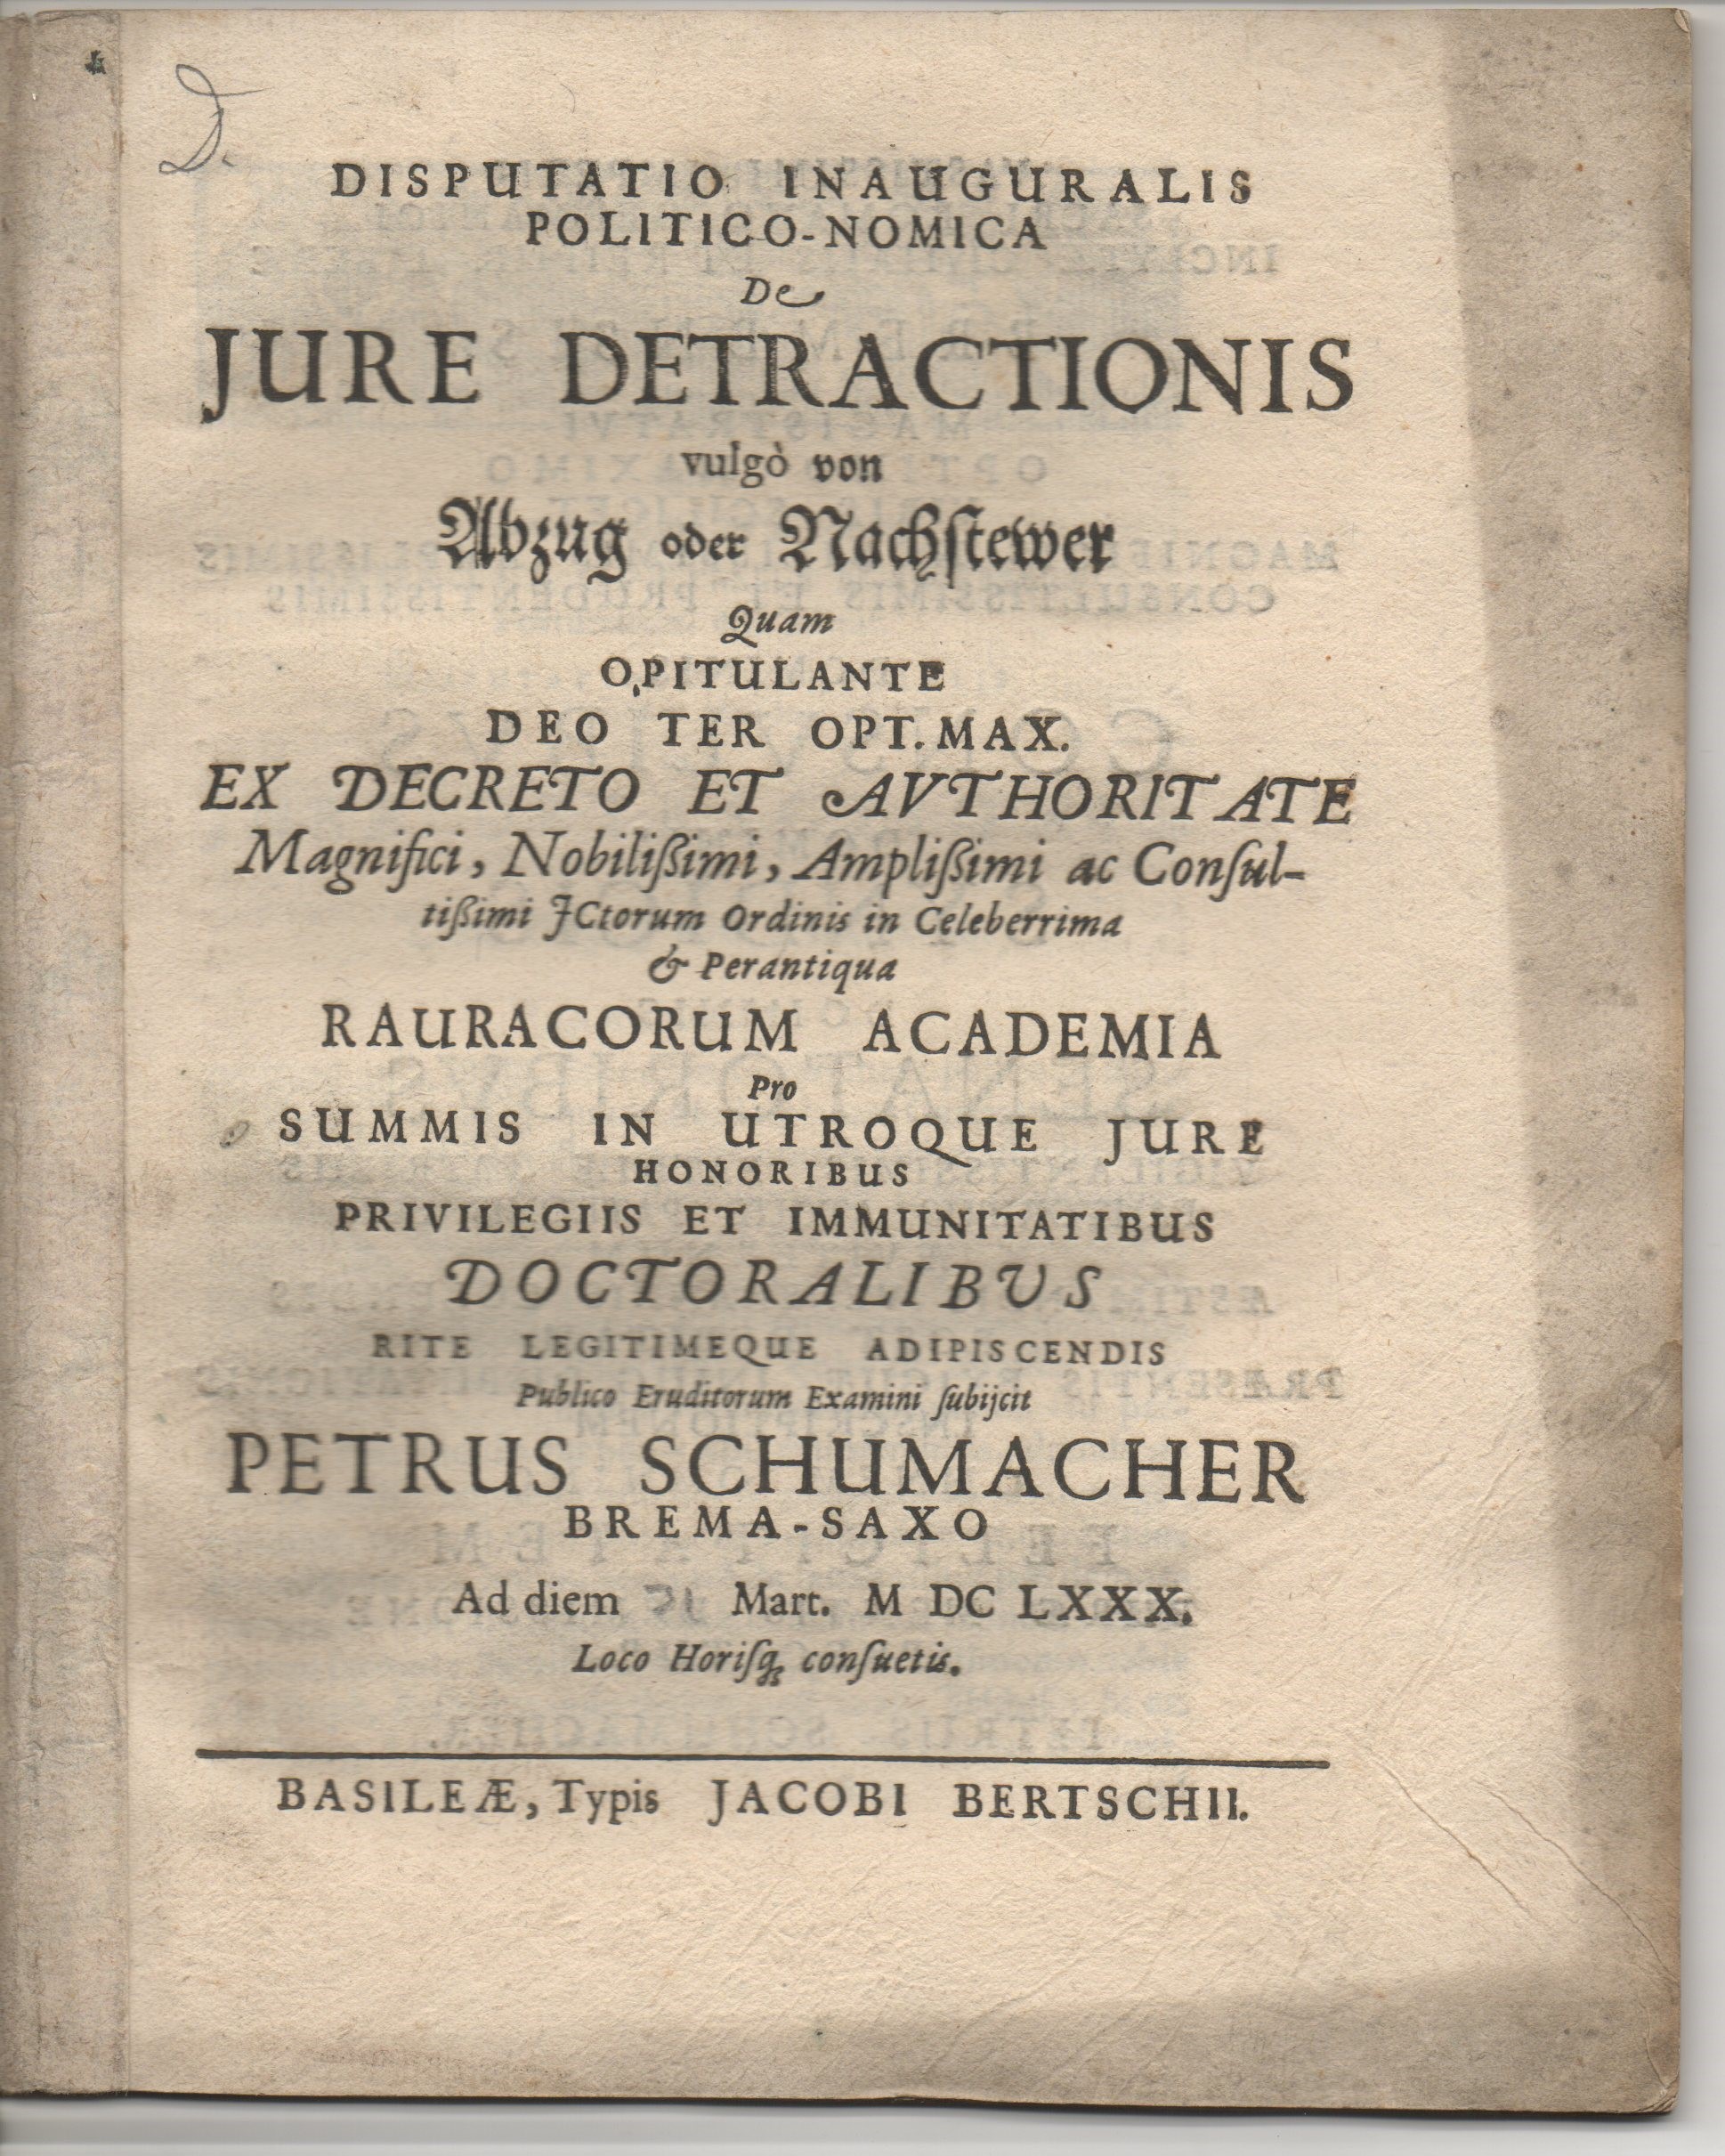 D.
DISPUTATIO INAUGURALIS
POLITICO-NOMICA
De
JURE DETRACTIONIS
vulgò von
Abzug oder Nachſtewer
Quam
OPITULANTE
DEO TER OPT. MAX.
EX DECRETO ET AVTHORITATE
Magnifici, Nobilißimi, Amplißimi ac Conſul-
tißimi JCtorum Ordinis in Celeberrima
& Perantiqua
RAURACORUM ACADEMIA
Pro
SUMMIS IN UTROQUE JURE
HONORIBUS
PRIVILEGIIS ET IMMUNITATIBUS
DOCTORALIBUS
RITE LEGITIMEQUE ADIPISCENDIS
Publico Eruditorum Examini ſubijcit
PETRUS SCHUMACHER
BREMA-SAXO
Ad diem Mart. M DC LXXX.
Loco Horiſq; conſuetis.
BASILEÆ, Typis JACOBI BERTSCHII.